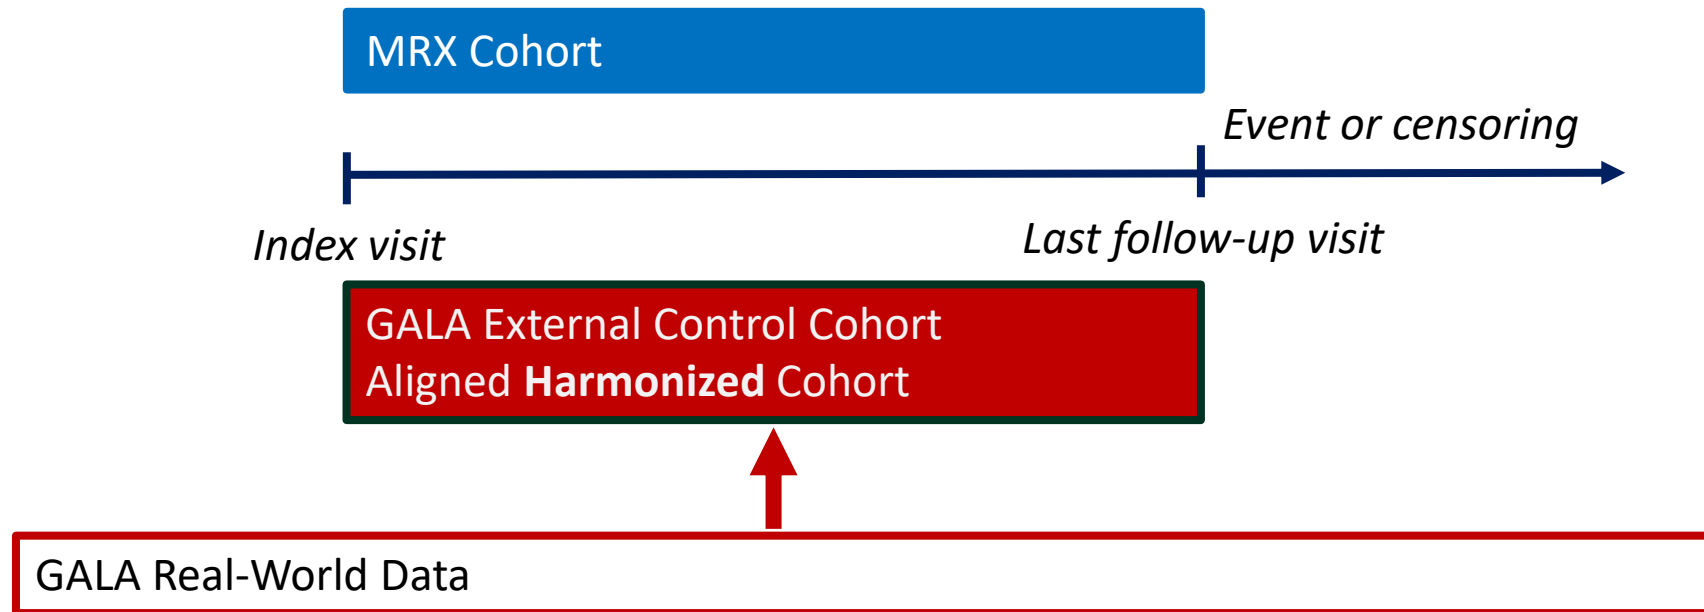 MRX Cohort
Event or censoring
Index visit
Last follow-up visit
GALA External Control Cohort
Aligned Harmonized Cohort
GALA Real-World Data